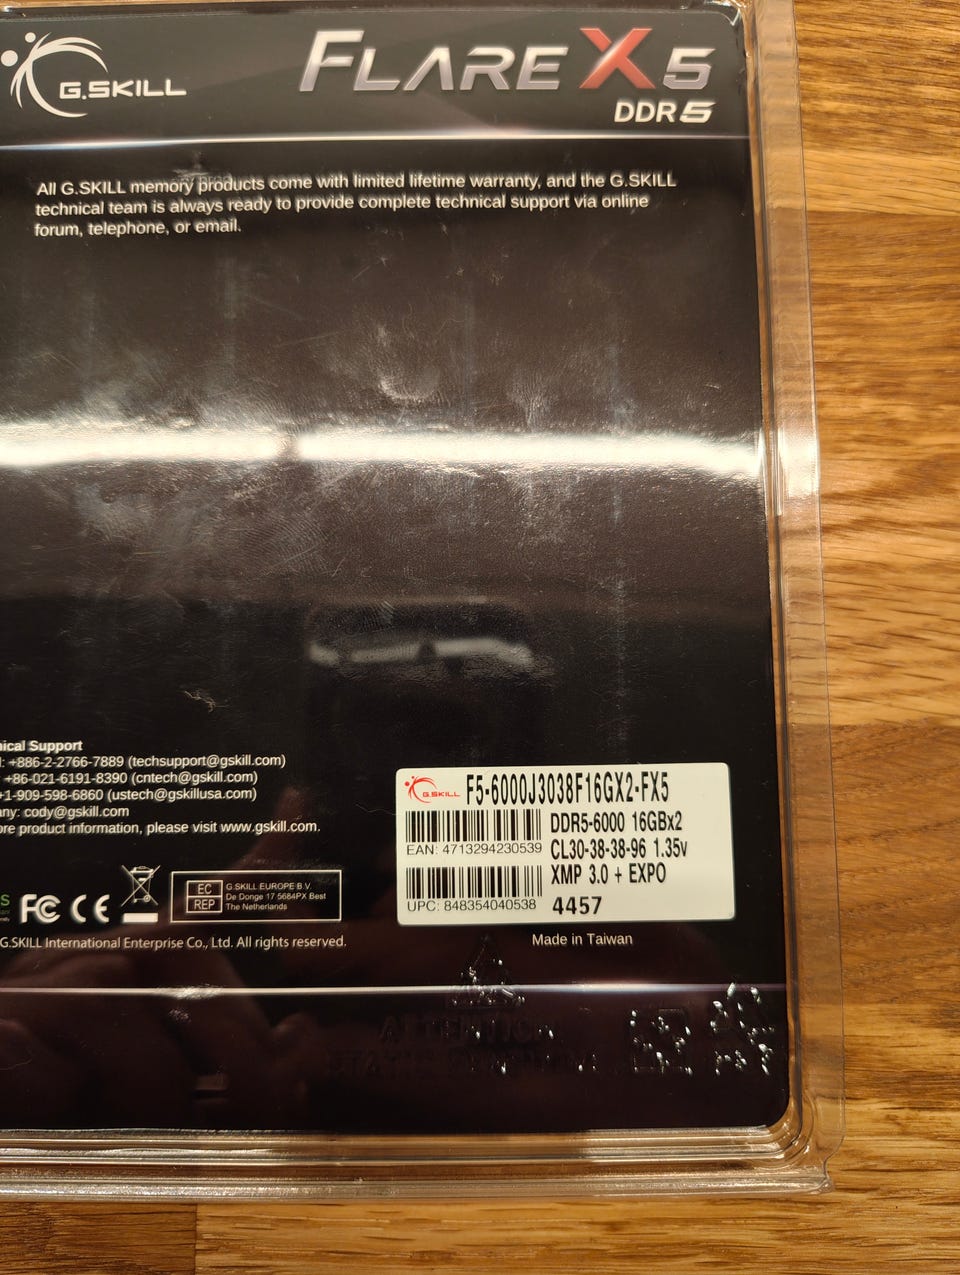 G.SKILL
FLARE X5
DDR5
All G.SKILL memory products come with limited lifetime warranty, and the G.SKILL
technical team is always ready to provide complete technical support via online
forum, telephone, or email.
ical Support
: +886-2-2766-7889 (techsupport@gskill.com)
: +86-021-6191-8390 (cntech@gskill.com)
+1-909-598-6860 (ustech@gskillusa.com)
any: cody@gskill.com
ore product information, please visit www.gskill.com.
FC CE
EC
REP
G.SKILL EUROPE B.V.
De Donge 17 5684PX Best
The Netherlands
G.SKILL International Enterprise Co., Ltd. All rights reserved.
G.SKILL F5-6000J3038F16GX2-FX5
DDR5-6000 16GBx2
EAN: 4713294230539
CL30-38-38-96 1.35v
XMP 3.0 + EXPO
UPC: 848354040538
4457
Made in Taiwan
ATTENTION